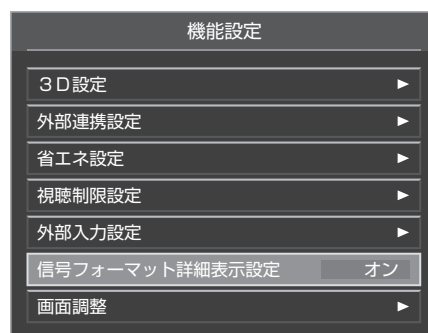 機能設定
３Ｄ設定
外部連携設定
省エネ設定
視聴制限設定
外部入力設定
信号フォーマット詳細表示設定 オン
画面調整